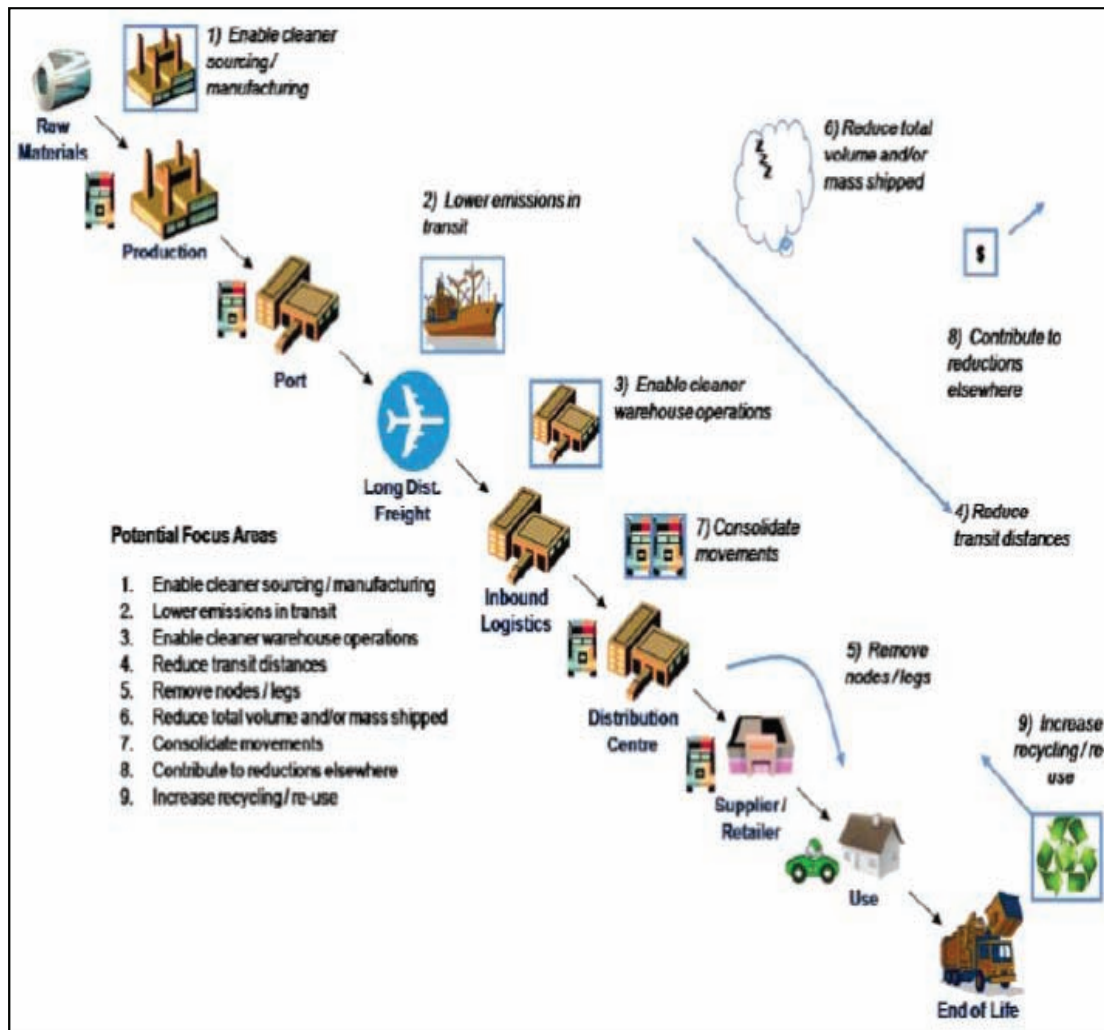 1) Enable cleaner
sourcing /
manufacturing
Raw
Materials
Production
2) Lower emissions in
transit
6) Reduce total
volume and/or
mass shipped
z
z
z
$
Port
3) Enable cleaner
warehouse operations
8) Contribute to
reductions
elsewhere
Long Dist.
Freight
7) Consolidate
movements
4) Reduce
transit distances
Inbound
Logistics
Potential Focus Areas
1. Enable cleaner sourcing / manufacturing
2. Lower emissions in transit
3. Enable cleaner warehouse operations
4. Reduce transit distances
5. Remove nodes / legs
6. Reduce total volume and/or mass shipped
7. Consolidate movements
8. Contribute to reductions elsewhere
9. Increase recycling / re-use
Distribution
Centre
5) Remove
nodes / legs
9) Increase
recycling / re-
use
Supplier /
Retailer
Use
End of Life